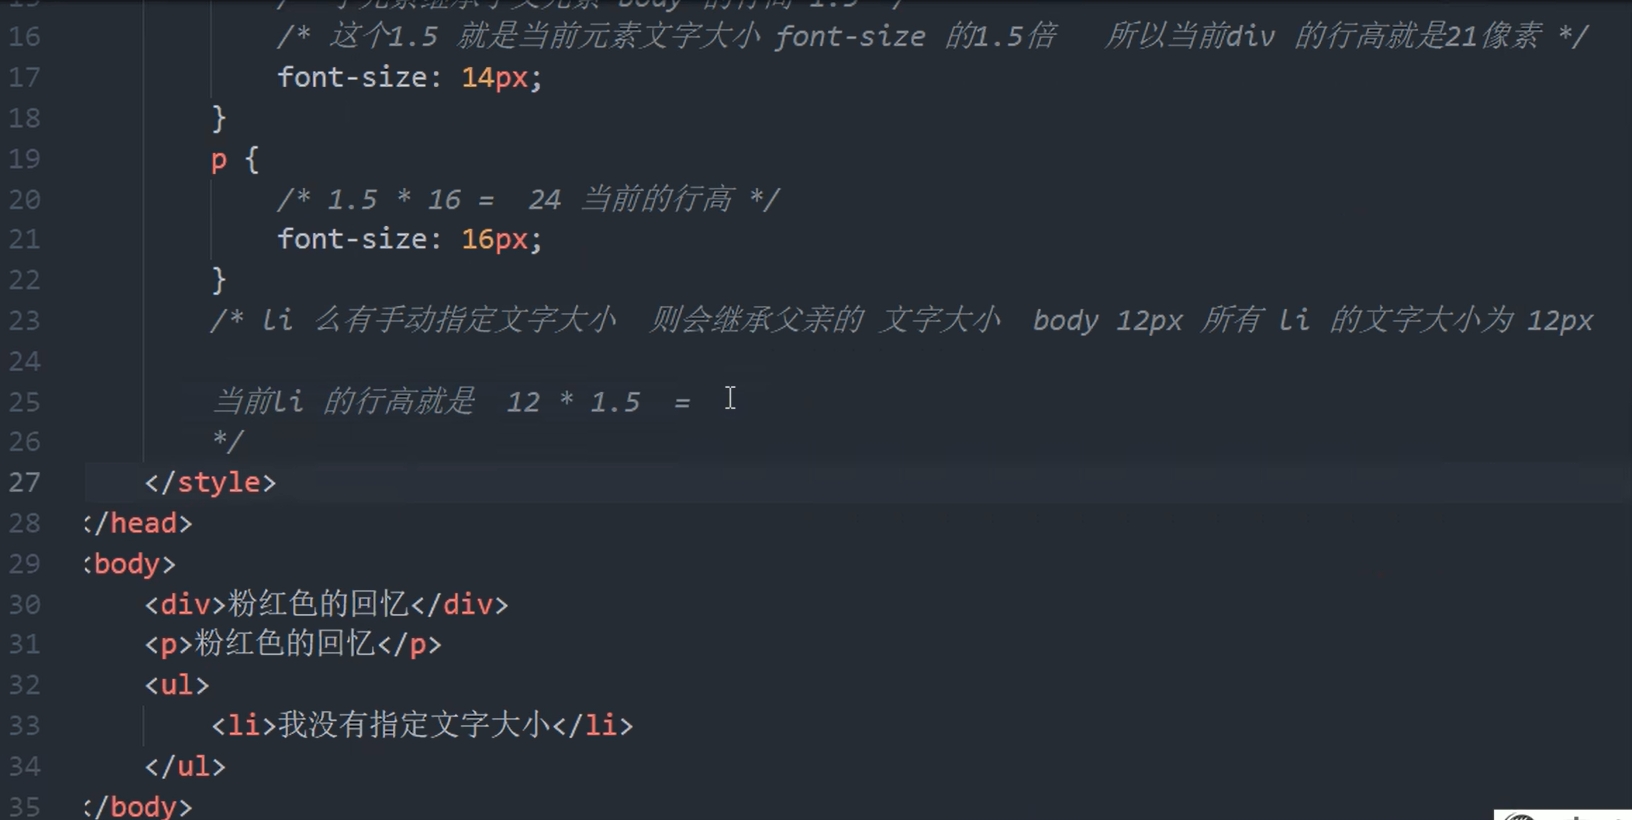 16 /* 这个1.5 就是当前元素文字大小 font-size 的1.5倍 所以当前div 的行高就是21像素 */
17 font-size: 14px;
18 }
19 p {
20 /* 1.5 * 16 = 24 当前的行高 */
21 font-size: 16px;
22 }
23 /* li 么有手动指定文字大小 则会继承父亲的 文字大小 body 12px 所有 li 的文字大小为 12px
24
25 当前li 的行高就是 12 * 1.5 =
26 */
27 </style>
28 </head>
29 <body>
30 <div>粉红色的回忆</div>
31 <p>粉红色的回忆</p>
32 <ul>
33 <li>我没有指定文字大小</li>
34 </ul>
35 </body>